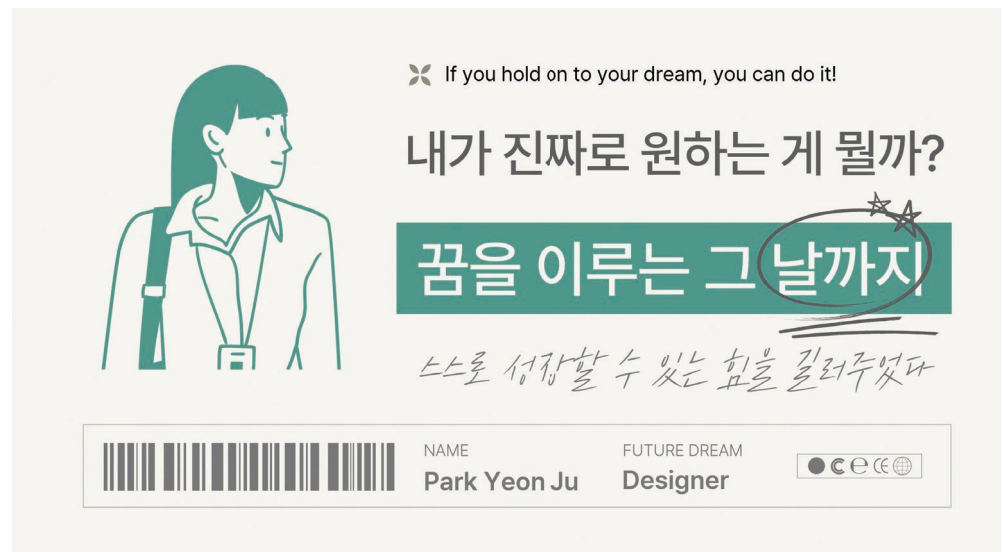 If you hold on to your dream, you can do it!
내가 진짜로 원하는 게 뭘까?
꿈을 이루는 그 날까지
스스로 성장할 수 있는 힘을 길러주었다
NAME
Park Yeon Ju
FUTURE DREAM
Designer